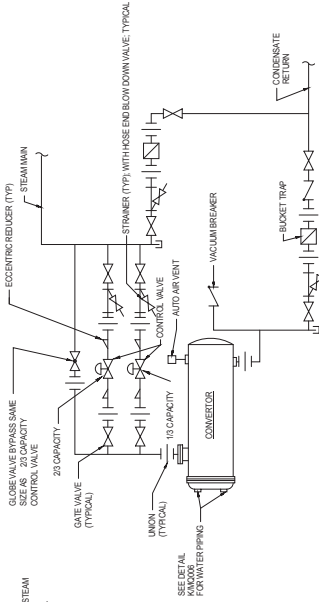 STEAM
GLOBE VALVE BYPASS SAME
SIZE AS 2/3 CAPACITY
CONTROL VALVE
ECCENTRIC REDUCER (TYP)
STEAM MAIN
2/3 CAPACITY
GATE VALVE
(TYPICAL)
STRAINER (TYP); WITH HOSE END BLOW DOWN VALVE; TYPICAL
CONTROL VALVE
1/3 CAPACITY
UNION
(TYPICAL)
AUTO AIR VENT
VACUUM BREAKER
CONVERTOR
SEE DETAIL
K/MQ006
FOR WATER PIPING
BUCKET TRAP
CONDENSATE
RETURN